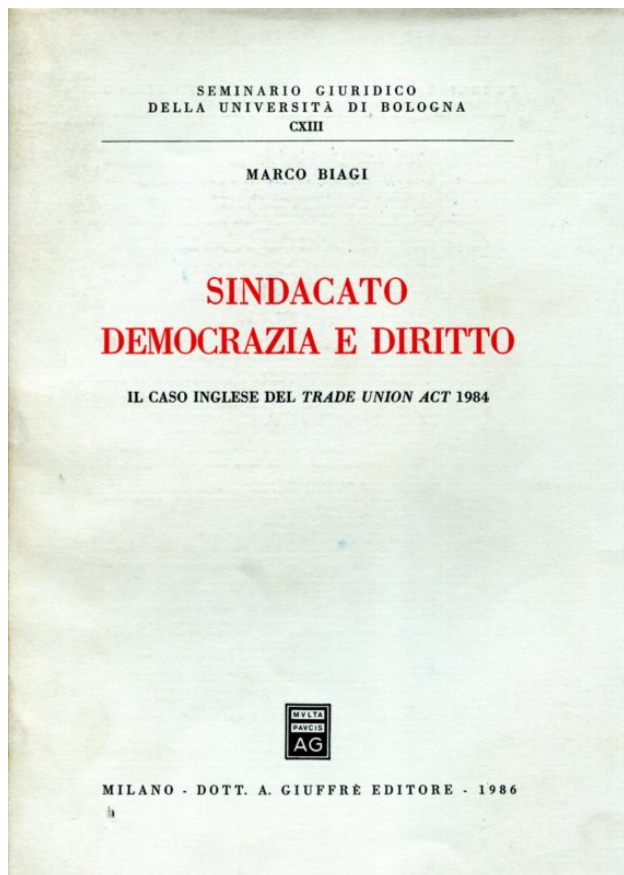 SEMINARIO GIURIDICO
DELLA UNIVERSITÀ DI BOLOGNA
CXIII
MARCO BIAGI
SINDACATO
DEMOCRAZIA E DIRITTO
IL CASO INGLESE DEL TRADE UNION ACT 1984
MVLTA
PAVCIS
AG
MILANO - DOTT. A. GIUFFRÈ EDITORE - 1986